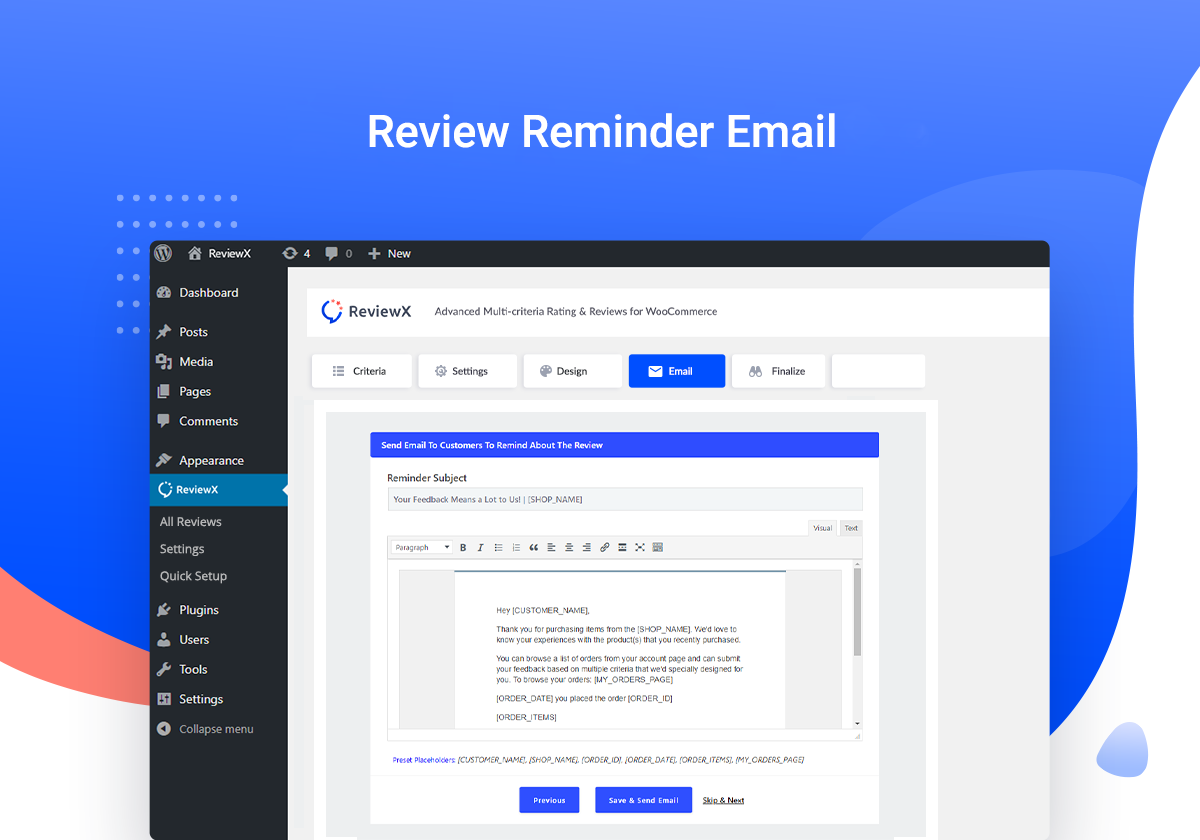 Review Reminder Email
ReviewX 4 0 New
Dashboard
Posts
Media
Pages
Comments
Appearance
ReviewX
All Reviews
Settings
Quick Setup
Plugins
Users
Tools
Settings
Collapse menu
ReviewX Advanced Multi-criteria Rating & Reviews for WooCommerce
Criteria Settings Design Email Finalize
Send Email To Customers To Remind About The Review
Reminder Subject
Your Feedback Means a Lot to Us! | [SHOP_NAME]
Visual Text
Paragraph B I
Hey [CUSTOMER_NAME],
Thank you for purchasing items from the [SHOP_NAME]. We'd love to
know your experiences with the product(s) that you recently purchased.
You can browse a list of orders from your account page and can submit
your feedback based on multiple criteria that we'd specially designed for
you. To browse your orders: [MY_ORDERS_PAGE]
[ORDER_DATE] you placed the order [ORDER_ID]
[ORDER_ITEMS]
Preset Placeholders: [CUSTOMER_NAME], [SHOP_NAME], [ORDER_ID], [ORDER_DATE], [ORDER_ITEMS], [MY_ORDERS_PAGE]
Previous Save & Send Email Skip & Next